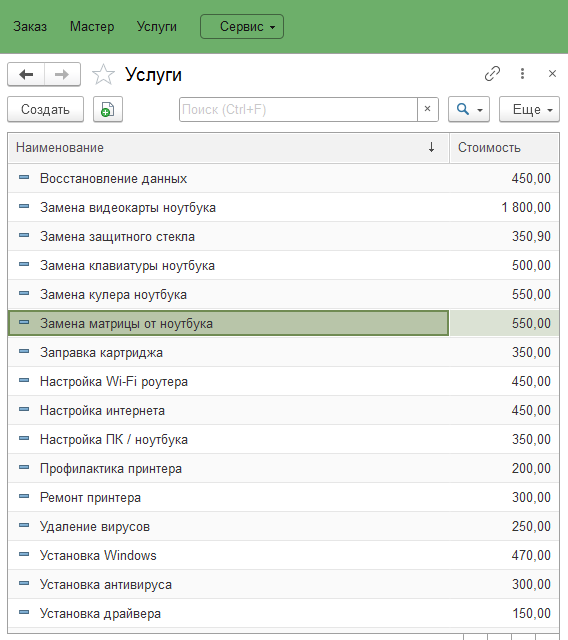 Заказ Мастер Услуги Сервис
Услуги
Создать Поиск (Ctrl+F) × Еще
Наименование ↓ Стоимость
Восстановление данных 450,00
Замена видеокарты ноутбука 1 800,00
Замена защитного стекла 350,90
Замена клавиатуры ноутбука 500,00
Замена кулера ноутбука 550,00
Замена матрицы от ноутбука 550,00
Заправка картриджа 350,00
Настройка Wi-Fi роутера 450,00
Настройка интернета 450,00
Настройка ПК / ноутбука 350,00
Профилактика принтера 200,00
Ремонт принтера 300,00
Удаление вирусов 250,00
Установка Windows 470,00
Установка антивируса 300,00
Установка драйвера 150,00